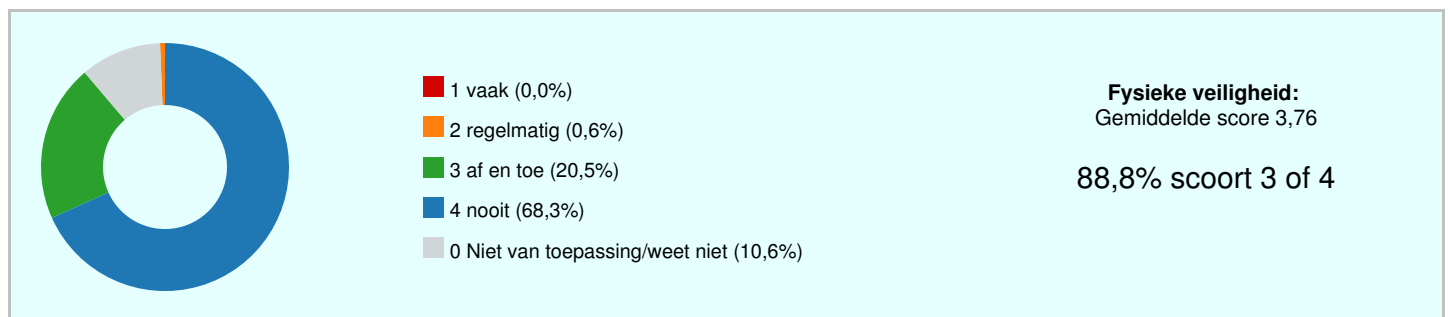 1 vaak (0,0%)
2 regelmatig (0,6%)
3 af en toe (20,5%)
4 nooit (68,3%)
0 Niet van toepassing/weet niet (10,6%)
Fysieke veiligheid:
Gemiddelde score 3,76
88,8% scoort 3 of 4